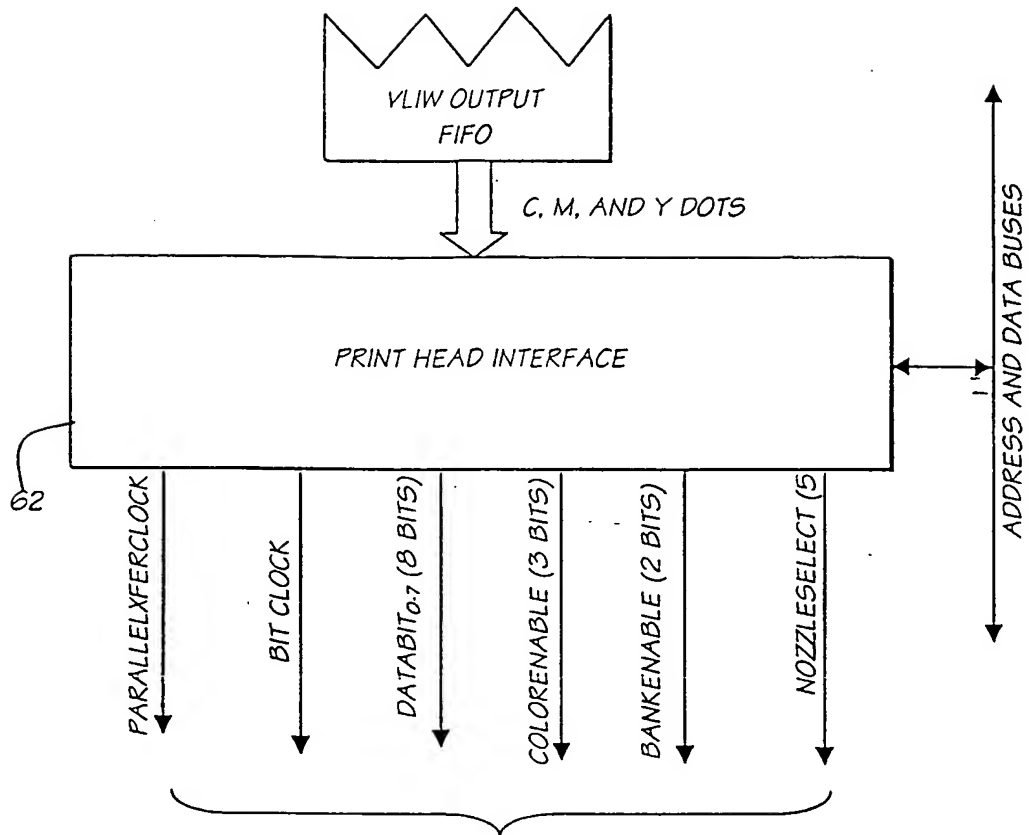 VLIW OUTPUT
FIFO
C, M, AND Y DOTS
PRINT HEAD INTERFACE
ADDRESS AND DATA BUSES
62
PARALLELXFERCLOCK
BIT CLOCK
DATABIT0-7 (8 BITS)
COLORENABLE (3 BITS)
BANKENABLE (2 BITS)
NOZZLESELECT (5